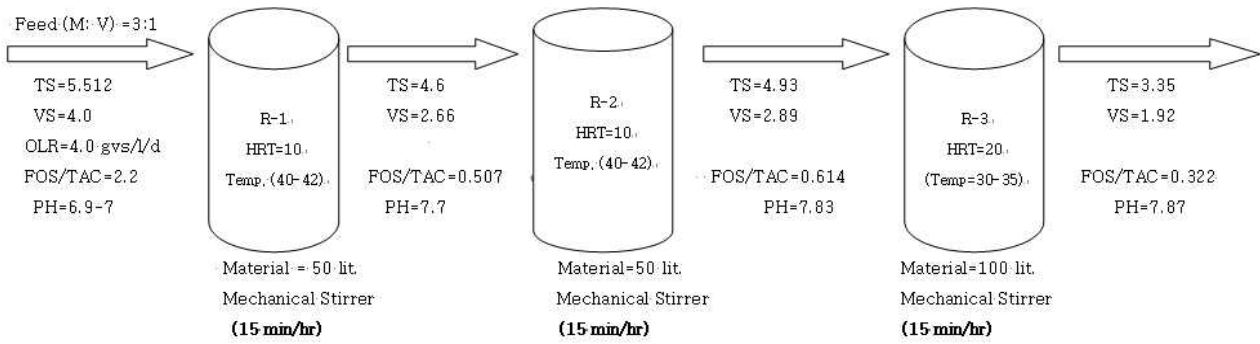 Feed (M: V) =3:1
TS=5.512
VS=4.0
OLR=4.0 gvs/l/d
FOS/TAC=2.2
PH=6.9-7
R-1
HRT=10
Temp. (40-42)
Material = 50 lit.
Mechanical Stirrer
(15 min/hr)
TS=4.6
VS=2.66
FOS/TAC=0.507
PH=7.7
R-2
HRT=10
Temp. (40-42)
Material=50 lit.
Mechanical Stirrer
(15 min/hr)
TS=4.93
VS=2.89
FOS/TAC=0.614
PH=7.83
R-3
HRT=20
(Temp=30-35)
Material=100 lit.
Mechanical Stirrer
(15 min/hr)
TS=3.35
VS=1.92
FOS/TAC=0.322
PH=7.87